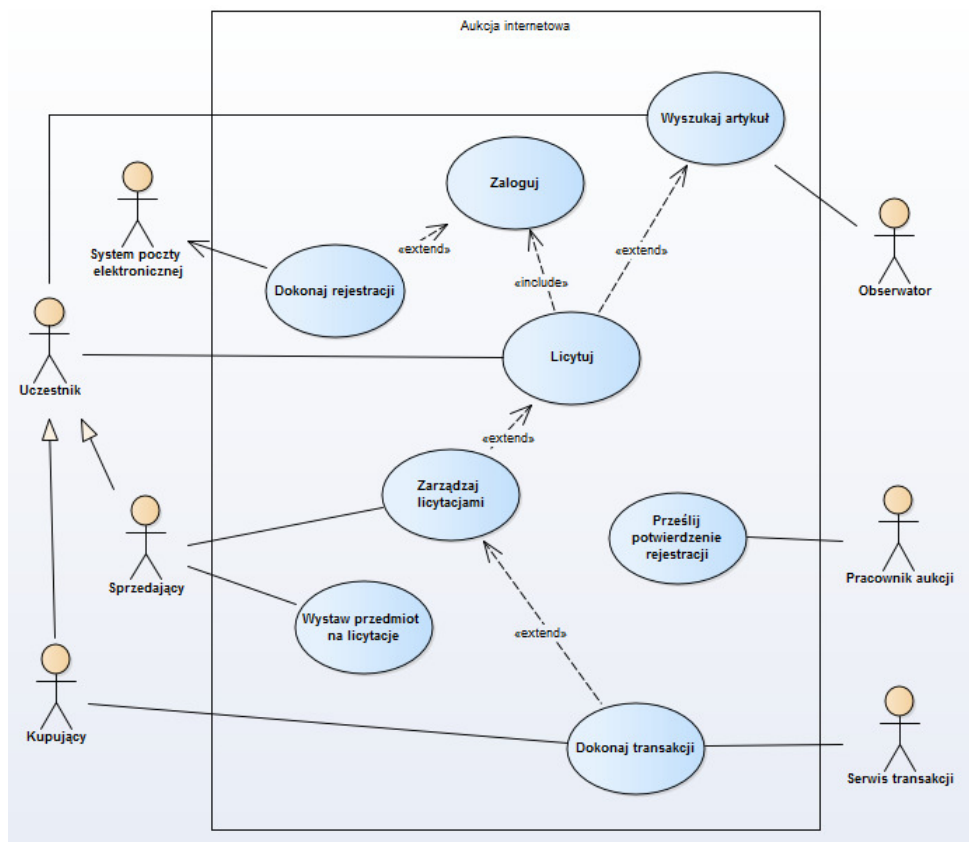 Aukcja internetowa
Wyszukaj artykuł
Zaloguj
«extend»
«extend»
System poczty
elektronicznej
Dokonaj rejestracji
«include»
Obserwator
Licytuj
Uczestnik
«extend»
Zarządzaj
licytacjami
Prześlij
potwierdzenie
rejestracji
Sprzedający
Pracownik aukcji
Wystaw przedmiot
na licytacje
«extend»
Kupujący
Dokonaj transakcji
Serwis transakcji